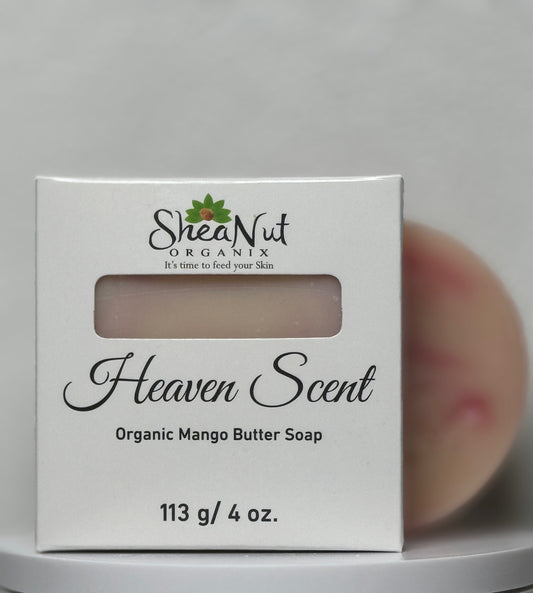 SheaNut
ORGANIX
It's time to feed your Skin
Heaven Scent
Organic Mango Butter Soap
113 g/ 4 oz.